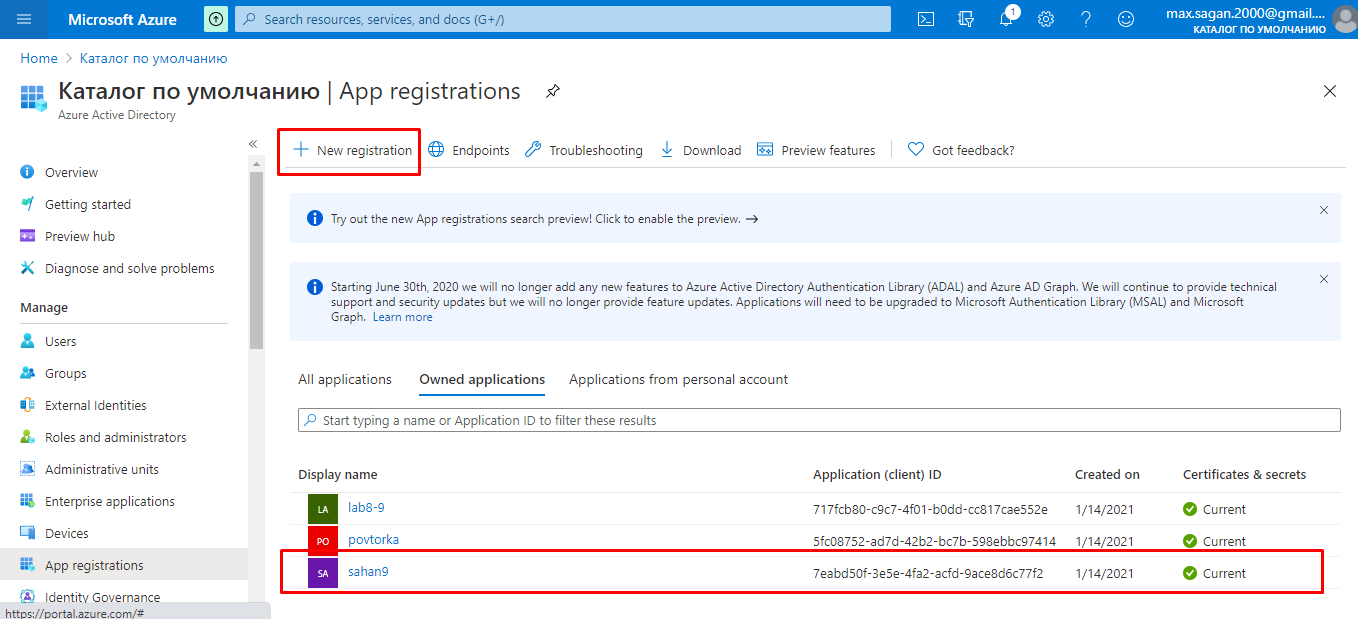 Microsoft Azure
Search resources, services, and docs (G+/)
1
max.sagan.2000@gmail....
КАТАЛОГ ПО УМОЛЧАНИЮ
Home > Каталог по умолчанию
Каталог по умолчанию | App registrations
Azure Active Directory
«
Overview
Getting started
Preview hub
Diagnose and solve problems
Manage
Users
Groups
External Identities
Roles and administrators
Administrative units
Enterprise applications
Devices
App registrations
Identity Governance
https://portal.azure.com/#
New registration
Endpoints
Troubleshooting
Download
Preview features
Got feedback?
Try out the new App registrations search preview! Click to enable the preview. →
Starting June 30th, 2020 we will no longer add any new features to Azure Active Directory Authentication Library (ADAL) and Azure AD Graph. We will continue to provide technical
support and security updates but we will no longer provide feature updates. Applications will need to be upgraded to Microsoft Authentication Library (MSAL) and Microsoft
Graph. Learn more
All applications
Owned applications
Applications from personal account
Start typing a name or Application ID to filter these results
Display name Application (client) ID Created on Certificates & secrets
LA lab8-9 717fcb80-c9c7-4f01-b0dd-cc817cae552e 1/14/2021 Current
PO povtorka 5fc08752-ad7d-42b2-bc7b-598ebbc97414 1/14/2021 Current
SA sahan9 7eabd50f-3e5e-4fa2-acfd-9ace8d6c77f2 1/14/2021 Current